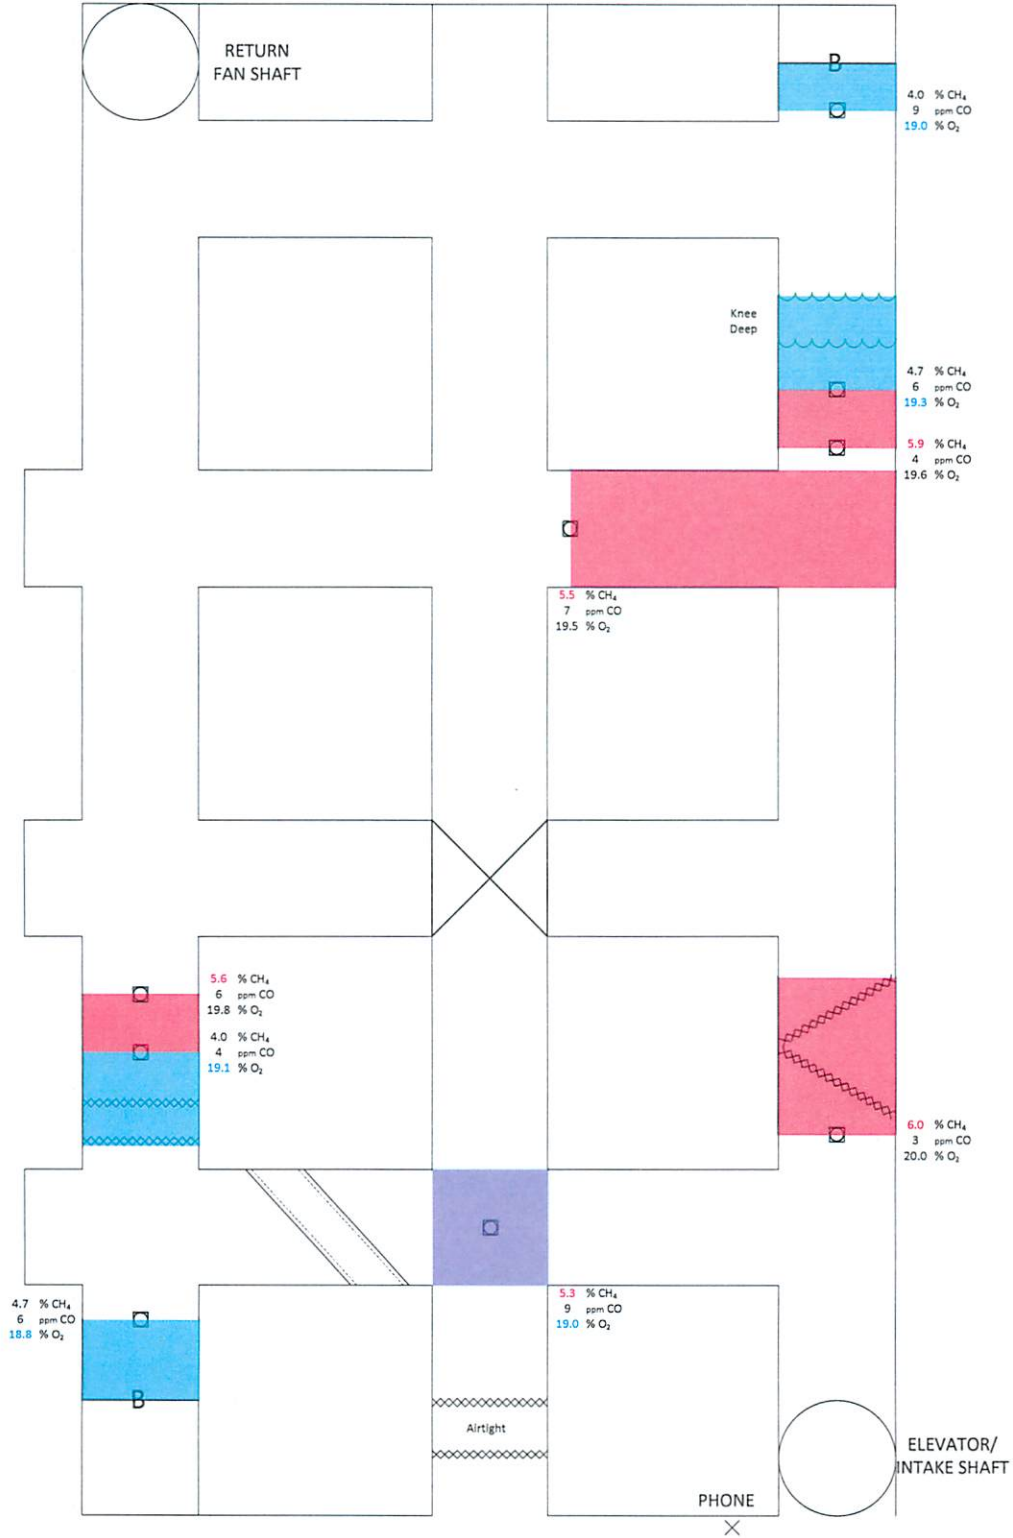 RETURN
FAN SHAFT
B
4.0 % CH₄
9 ppm CO
19.0 % O₂
Knee
Deep
4.7 % CH₄
6 ppm CO
19.3 % O₂
5.9 % CH₄
4 ppm CO
19.6 % O₂
5.5 % CH₄
7 ppm CO
19.5 % O₂
5.6 % CH₄
6 ppm CO
19.8 % O₂
4.0 % CH₄
4 ppm CO
19.1 % O₂
6.0 % CH₄
3 ppm CO
20.0 % O₂
5.3 % CH₄
9 ppm CO
19.0 % O₂
4.7 % CH₄
6 ppm CO
18.8 % O₂
B
Airtight
ELEVATOR/
INTAKE SHAFT
PHONE